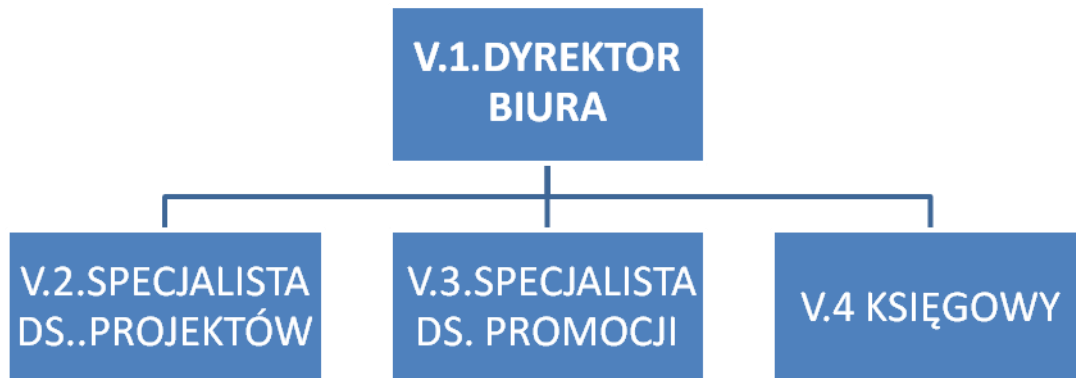 V.1.DYREKTOR
BIURA
V.2.SPECJALISTA
DS..PROJEKTÓW
V.3.SPECJALISTA
DS. PROMOCJI
V.4 KSIĘGOWY